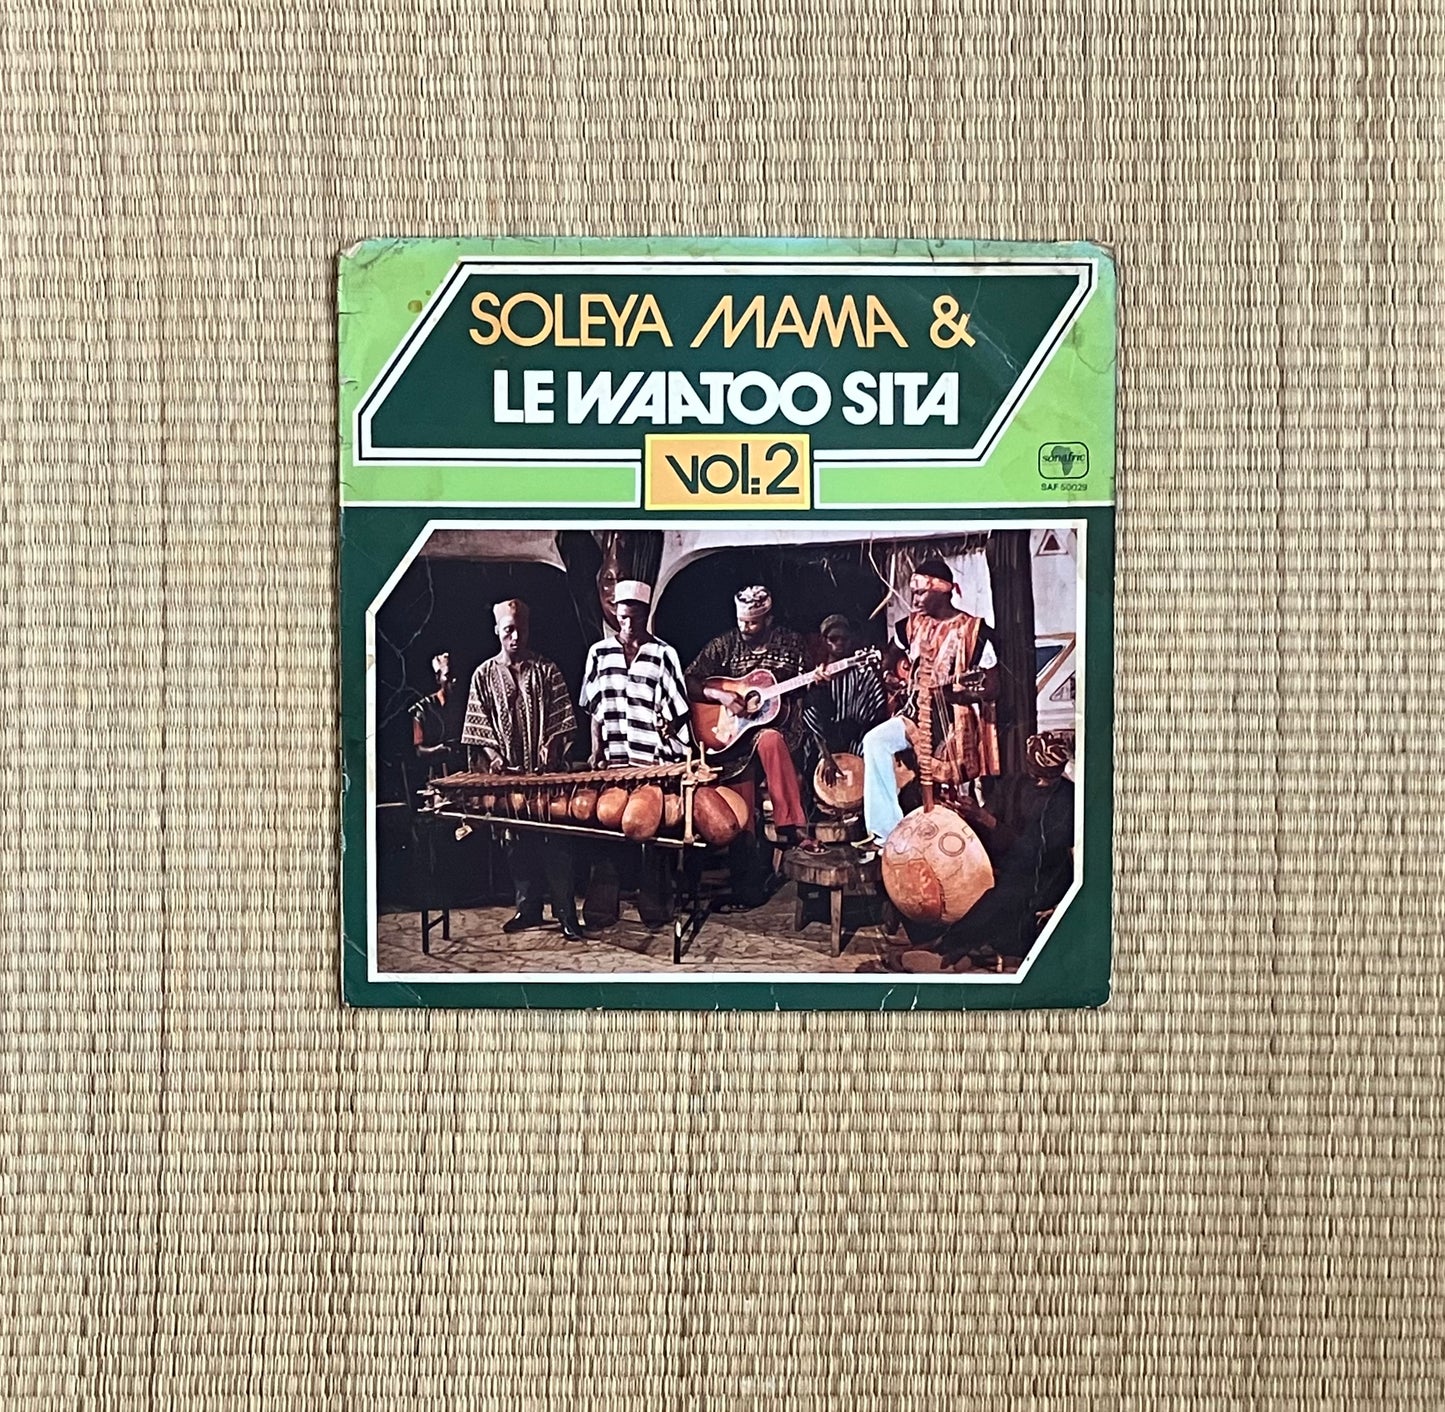 SOLEYA MAMA &
LE WAATOO SITA
VOL: 2
sonafric
SAF 50029